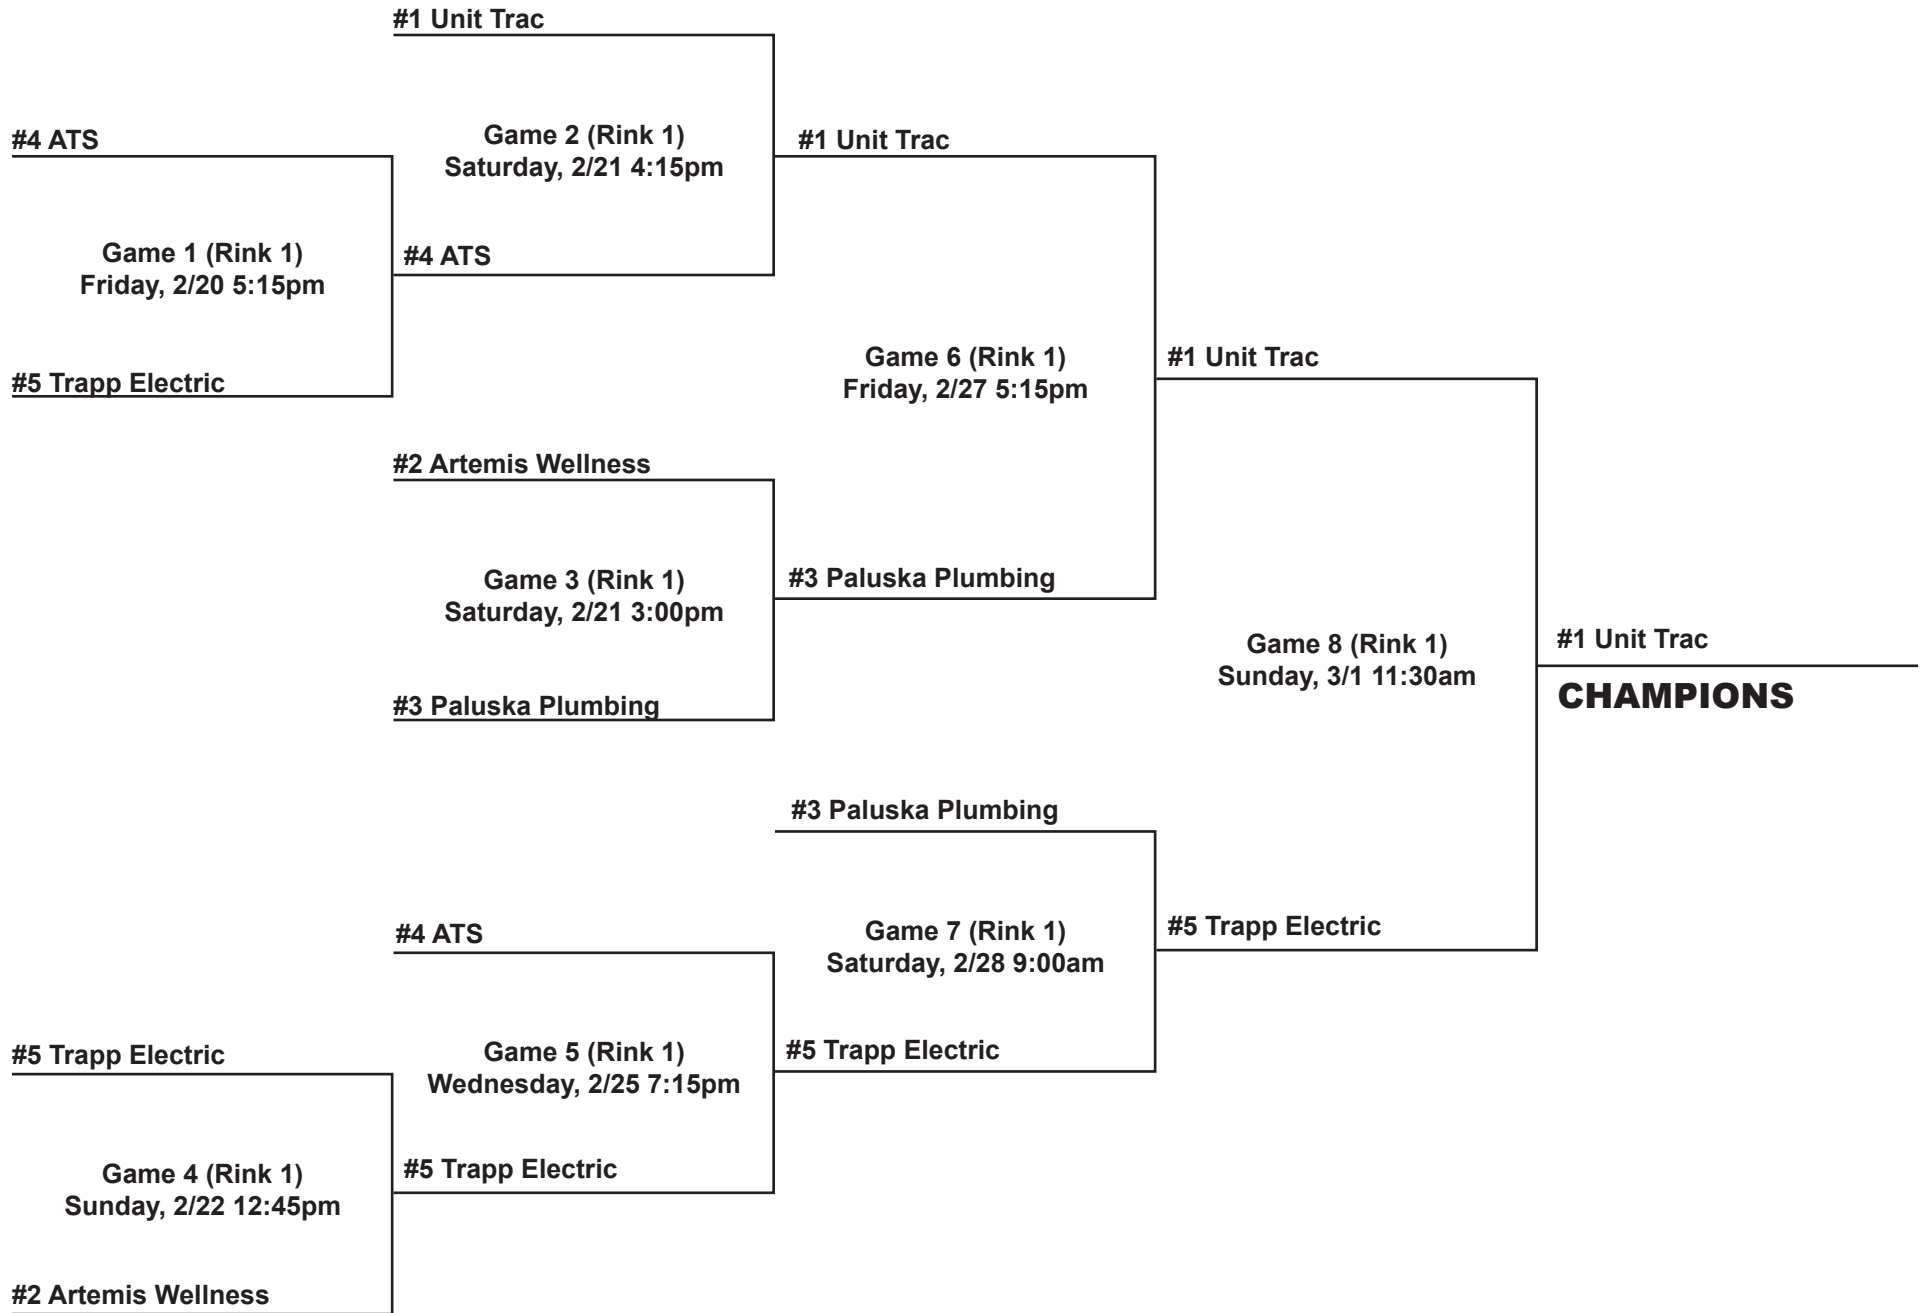 #1 Unit Trac
#4 ATS
Game 2 (Rink 1)
Saturday, 2/21 4:15pm
#1 Unit Trac
Game 1 (Rink 1)
Friday, 2/20 5:15pm
#4 ATS
#5 Trapp Electric
Game 6 (Rink 1)
Friday, 2/27 5:15pm
#1 Unit Trac
#2 Artemis Wellness
Game 3 (Rink 1)
Saturday, 2/21 3:00pm
#3 Paluska Plumbing
#3 Paluska Plumbing
Game 8 (Rink 1)
Sunday, 3/1 11:30am
#1 Unit Trac
CHAMPIONS
#3 Paluska Plumbing
#4 ATS
Game 7 (Rink 1)
Saturday, 2/28 9:00am
#5 Trapp Electric
#5 Trapp Electric
Game 5 (Rink 1)
Wednesday, 2/25 7:15pm
#5 Trapp Electric
Game 4 (Rink 1)
Sunday, 2/22 12:45pm
#5 Trapp Electric
#2 Artemis Wellness